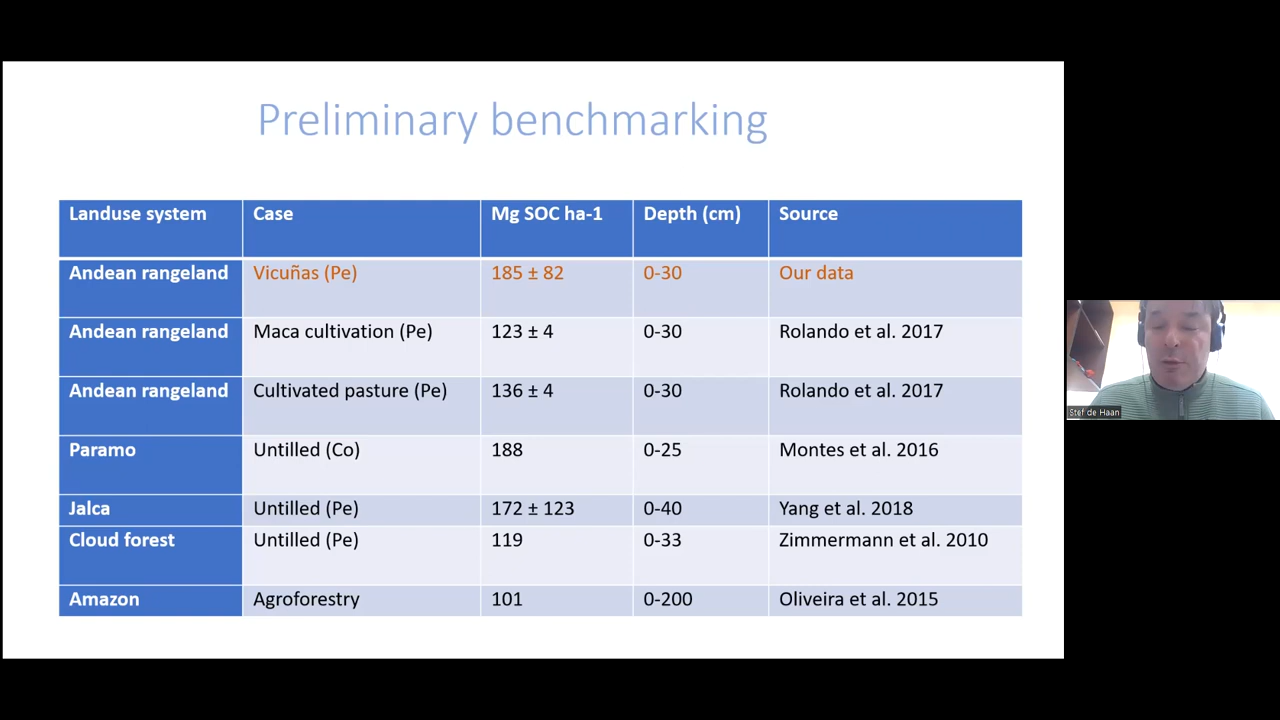 Preliminary benchmarking
Landuse system Case Mg SOC ha-1 Depth (cm) Source
Andean rangeland Vicuñas (Pe) 185 ± 82 0-30 Our data
Andean rangeland Maca cultivation (Pe) 123 ± 4 0-30 Rolando et al. 2017
Andean rangeland Cultivated pasture (Pe) 136 ± 4 0-30 Rolando et al. 2017
Paramo Untilled (Co) 188 0-25 Montes et al. 2016
Jalca Untilled (Pe) 172 ± 123 0-40 Yang et al. 2018
Cloud forest Untilled (Pe) 119 0-33 Zimmermann et al. 2010
Amazon Agroforestry 101 0-200 Oliveira et al. 2015
Stef de Haan